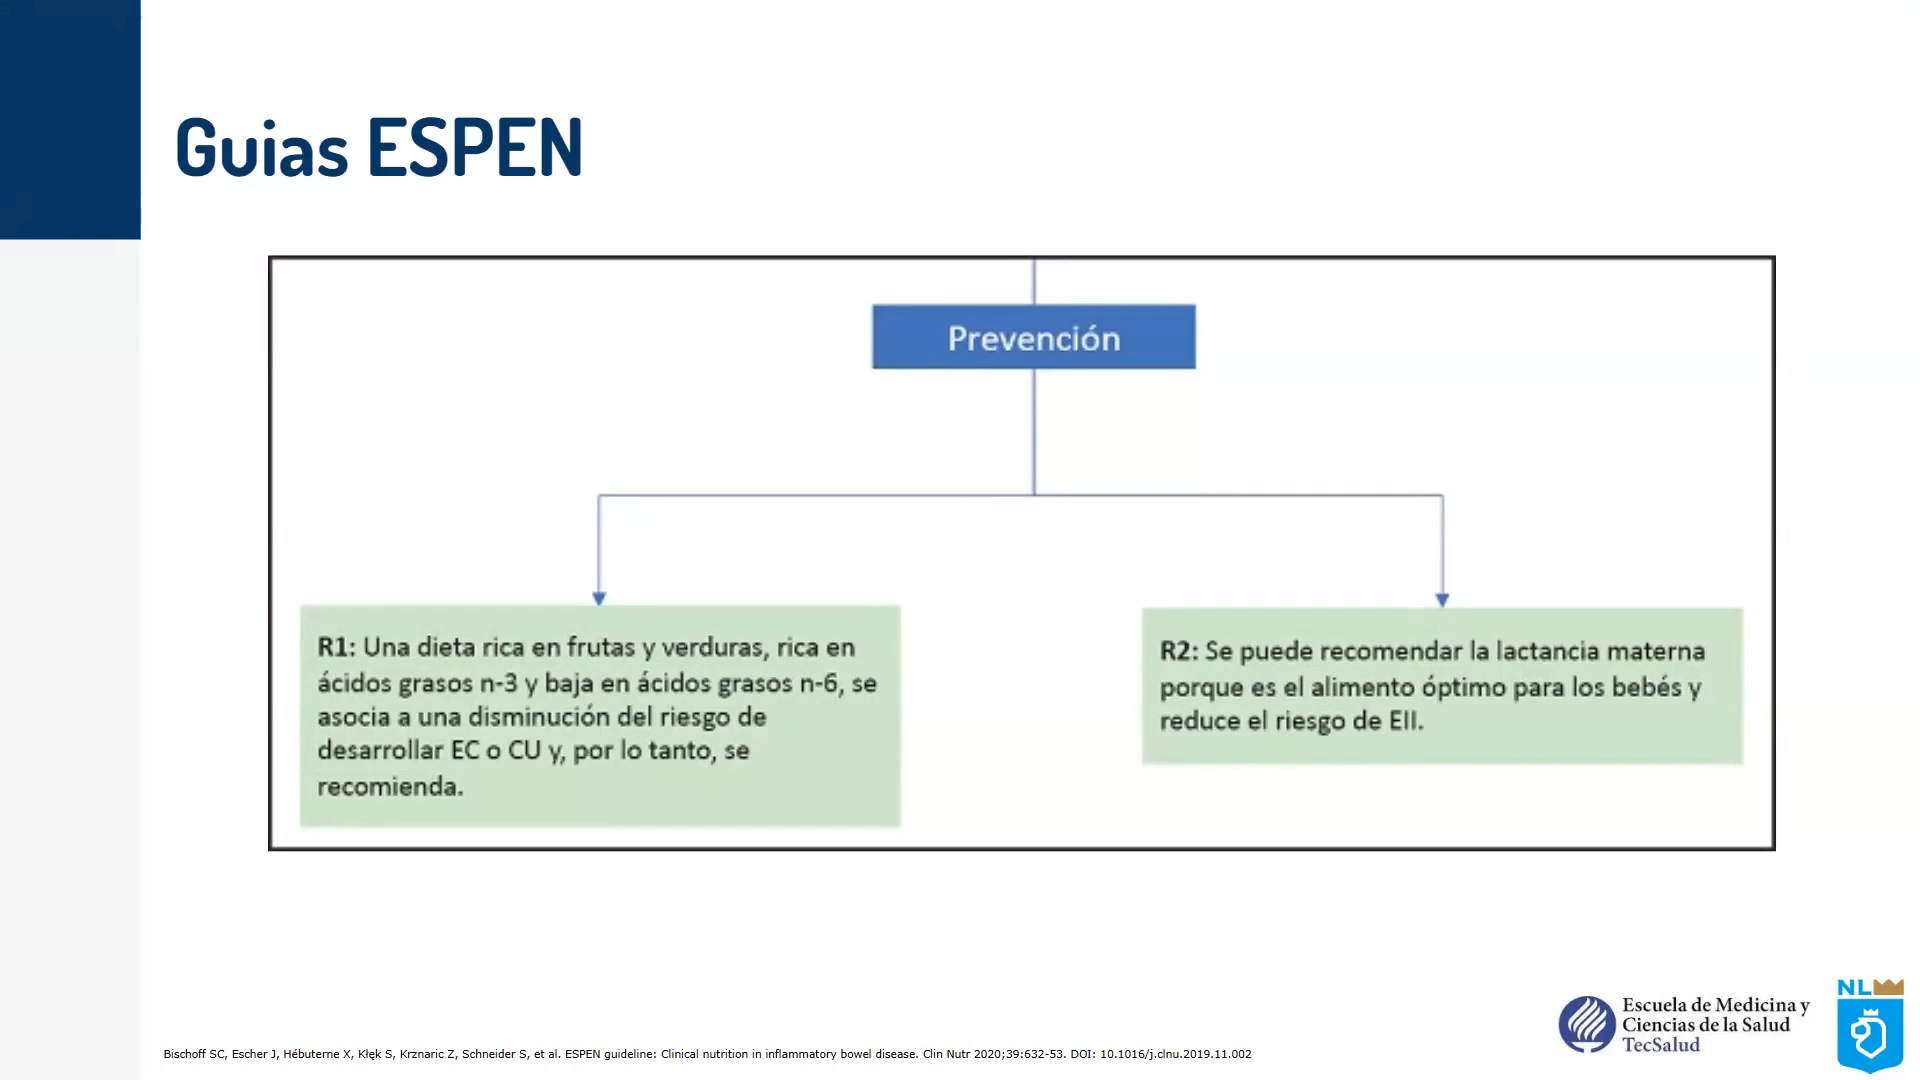 Guias ESPEN
Prevención
R1: Una dieta rica en frutas y verduras, rica en
ácidos grasos n-3 y baja en ácidos grasos n-6, se
asocia a una disminución del riesgo de
desarrollar EC o CU y, por lo tanto, se
recomienda.
R2: Se puede recomendar la lactancia materna
porque es el alimento óptimo para los bebés y
reduce el riesgo de EII.
Escuela de Medicina y
Ciencias de la Salud
TecSalud
NL
Bischoff SC, Escher J, Hébuterne X, Kłęk S, Krznaric Z, Schneider S, et al. ESPEN guideline: Clinical nutrition in inflammatory bowel disease. Clin Nutr 2020;39:632-53. DOI: 10.1016/j.clnu.2019.11.002